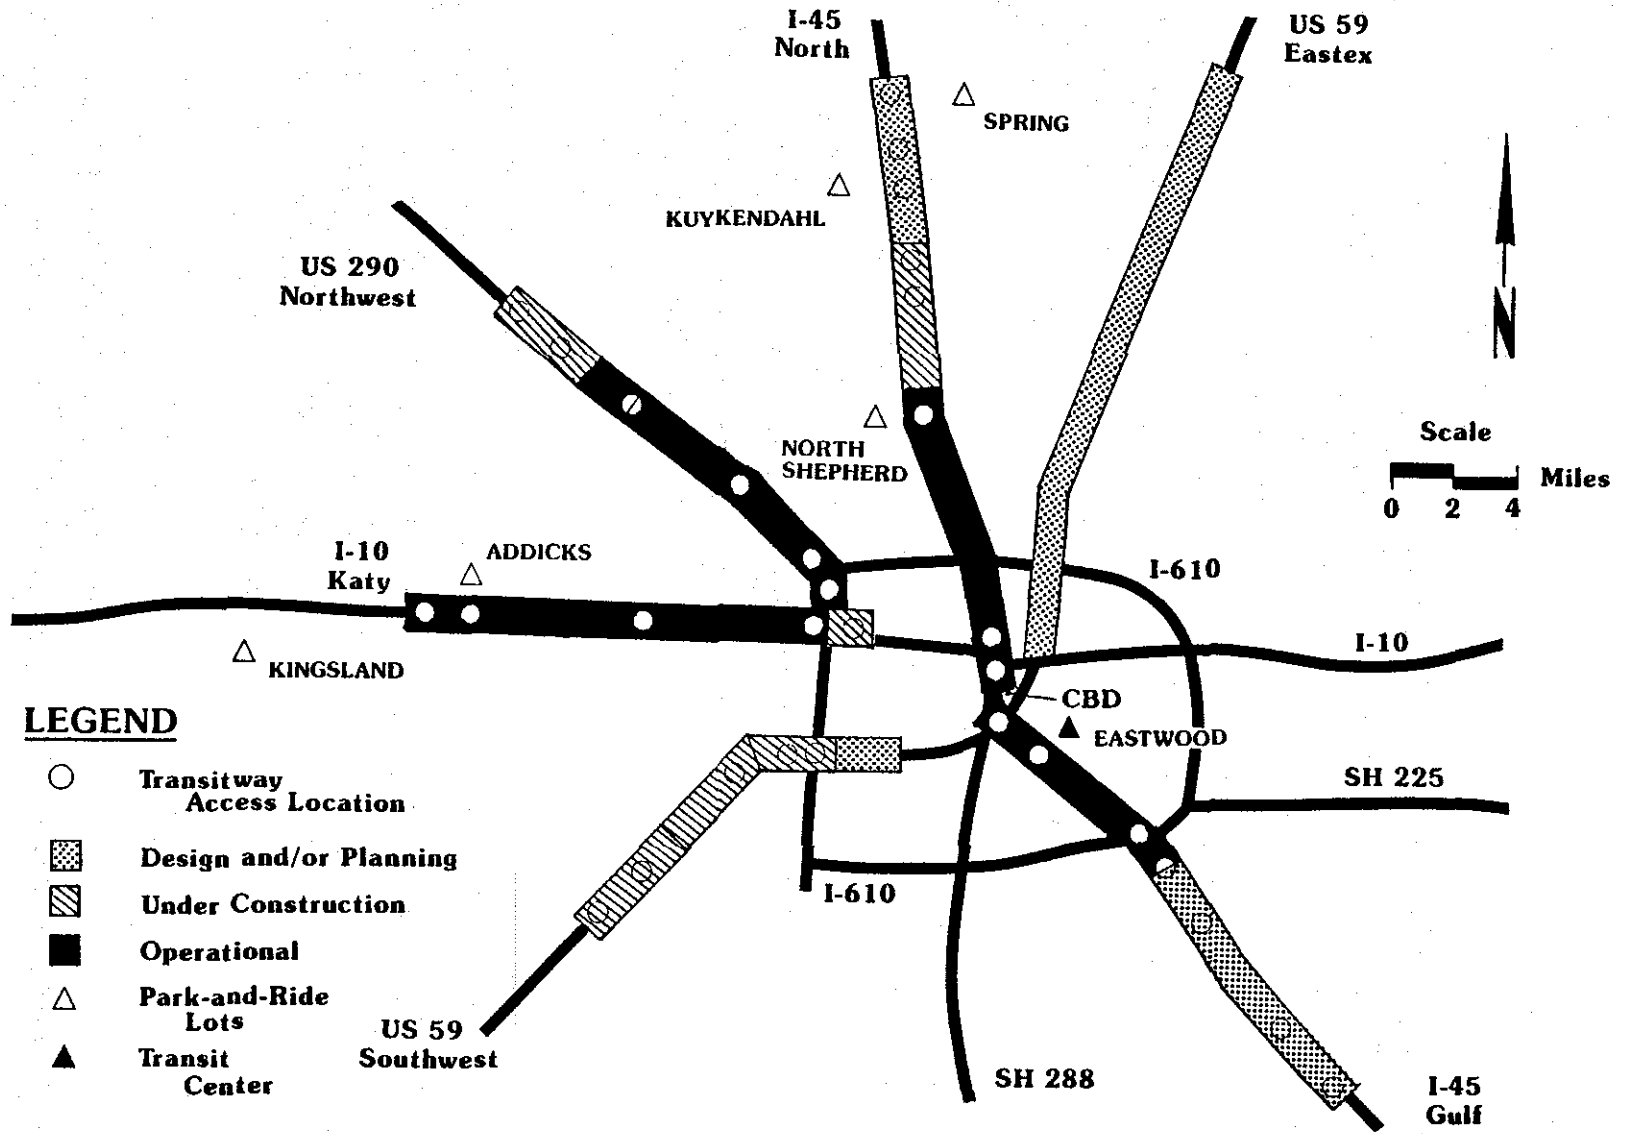 I-45
North
US 59
Eastex
SPRING
KUYKENDAHL
US 290
Northwest
N
Scale
Miles
0 2 4
NORTH
SHEPHERD
I-10
Katy
ADDICKS
I-610
I-10
KINGSLAND
CBD
EASTWOOD
SH 225
LEGEND
Transitway
Access Location
Design and/or Planning
Under Construction
Operational
Park-and-Ride
Lots
Transit
Center
I-610
US 59
Southwest
SH 288
I-45
Gulf